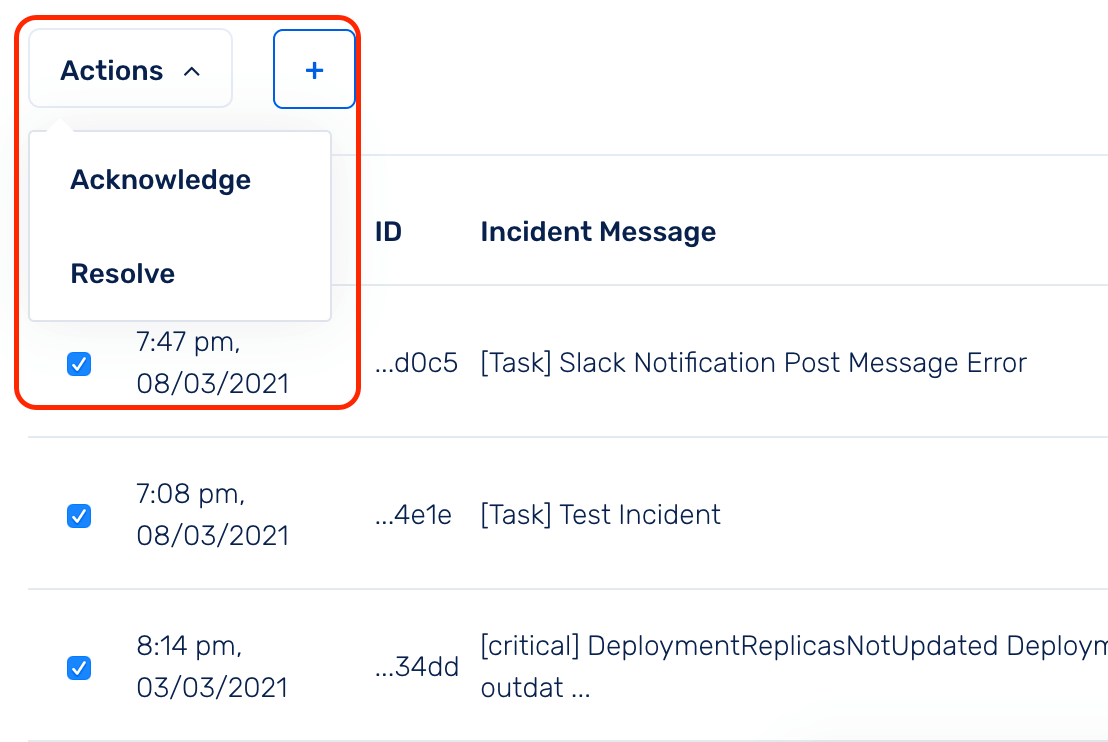 Actions
+
Acknowledge
Resolve
ID
Incident Message
7:47 pm,
08/03/2021
...d0c5
[Task] Slack Notification Post Message Error
7:08 pm,
08/03/2021
...4e1e
[Task] Test Incident
8:14 pm,
03/03/2021
...34dd
[critical] DeploymentReplicasNotUpdated Deploym
outdat ...